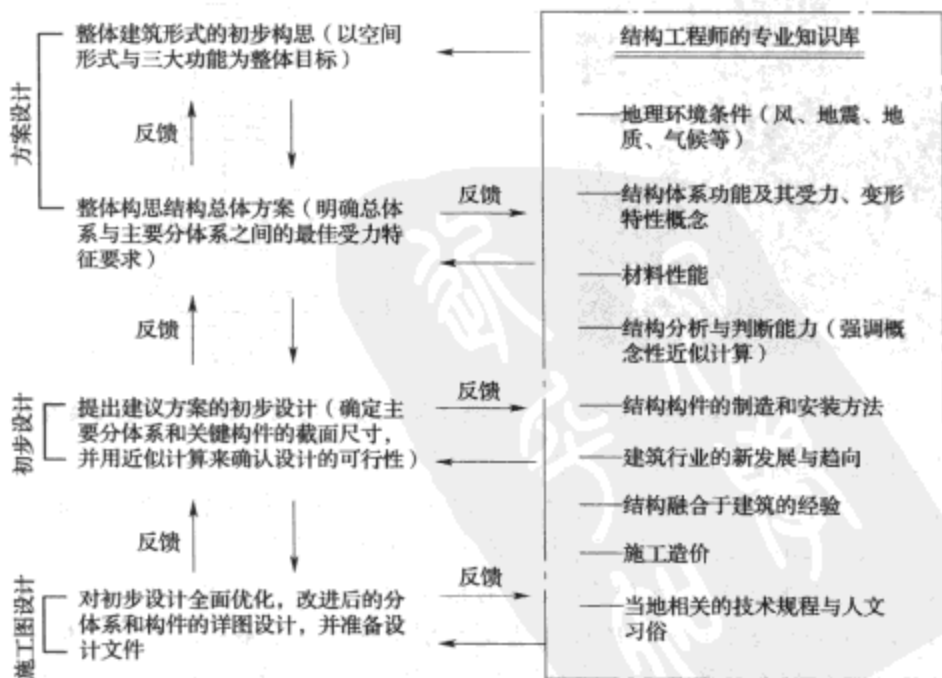 整体建筑形式的初步构思（以空间
形式与三大功能为整体目标）
方案设计
反馈
整体构思结构总体方案（明确总体
系与主要分体系之间的最佳受力特
征要求）
反馈
反馈
提出建议方案的初步设计（确定主
要分体系和关键构件的截面尺寸，
并用近似计算来确认设计的可行性）
初步设计
反馈
反馈
对初步设计全面优化，改进后的分
体系和构件的详图设计，并准备设
计文件
施工图设计
反馈
结构工程师的专业知识库
地理环境条件（风、地震、地
质、气候等）
结构体系功能及其受力、变形
特性概念
材料性能
结构分析与判断能力（强调概
念性近似计算）
结构构件的制造和安装方法
建筑行业的新发展与趋向
结构融合于建筑的经验
施工造价
当地相关的技术规程与人文
习俗